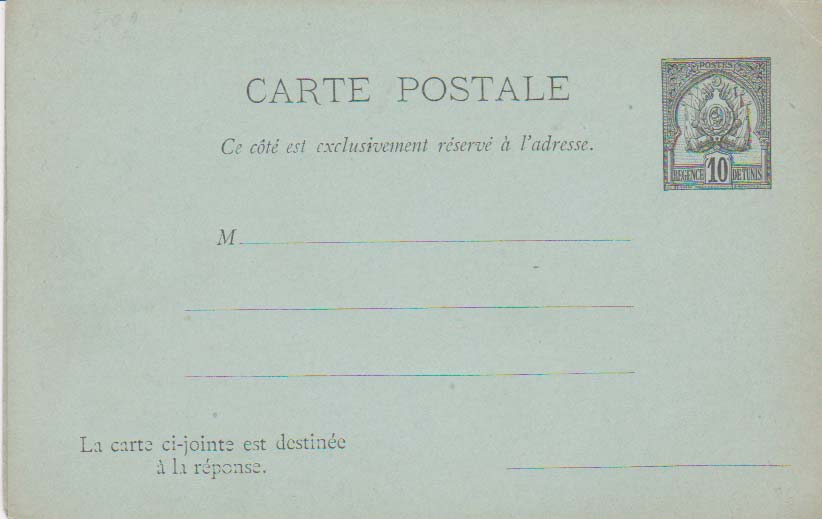 CARTE POSTALE
POSTES
Ce côté est exclusivement réservé à l'adresse.
REGENCE 10 DE TUNIS
M
La carte ci-jointe est destinée
à la réponse.